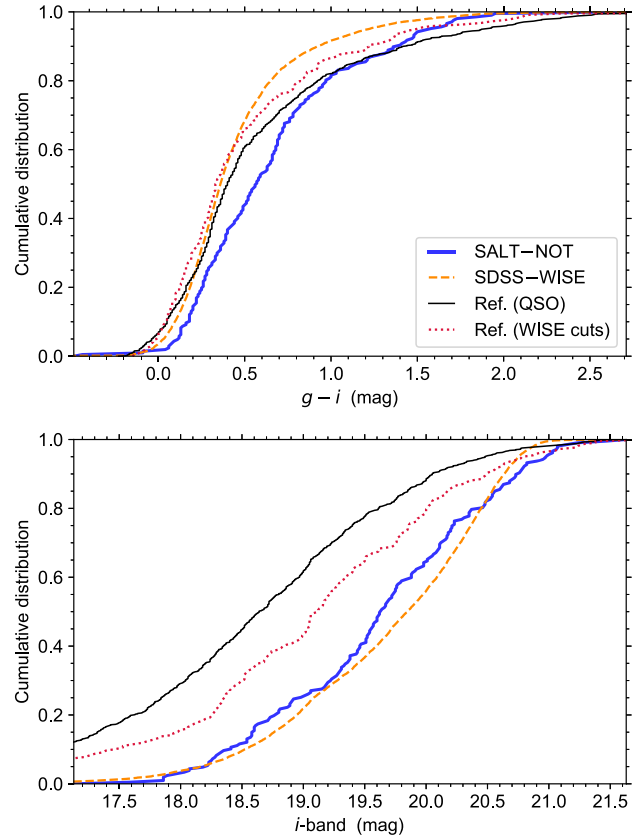 1.0
0.8
0.6
0.4
0.2
0.0
Cumulative distribution
SALT−NOT
SDSS−WISE
Ref. (QSO)
Ref. (WISE cuts)
0.0 0.5 1.0 1.5 2.0 2.5
g − i (mag)
1.0
0.8
0.6
0.4
0.2
0.0
Cumulative distribution
17.5 18.0 18.5 19.0 19.5 20.0 20.5 21.0 21.5
i-band (mag)